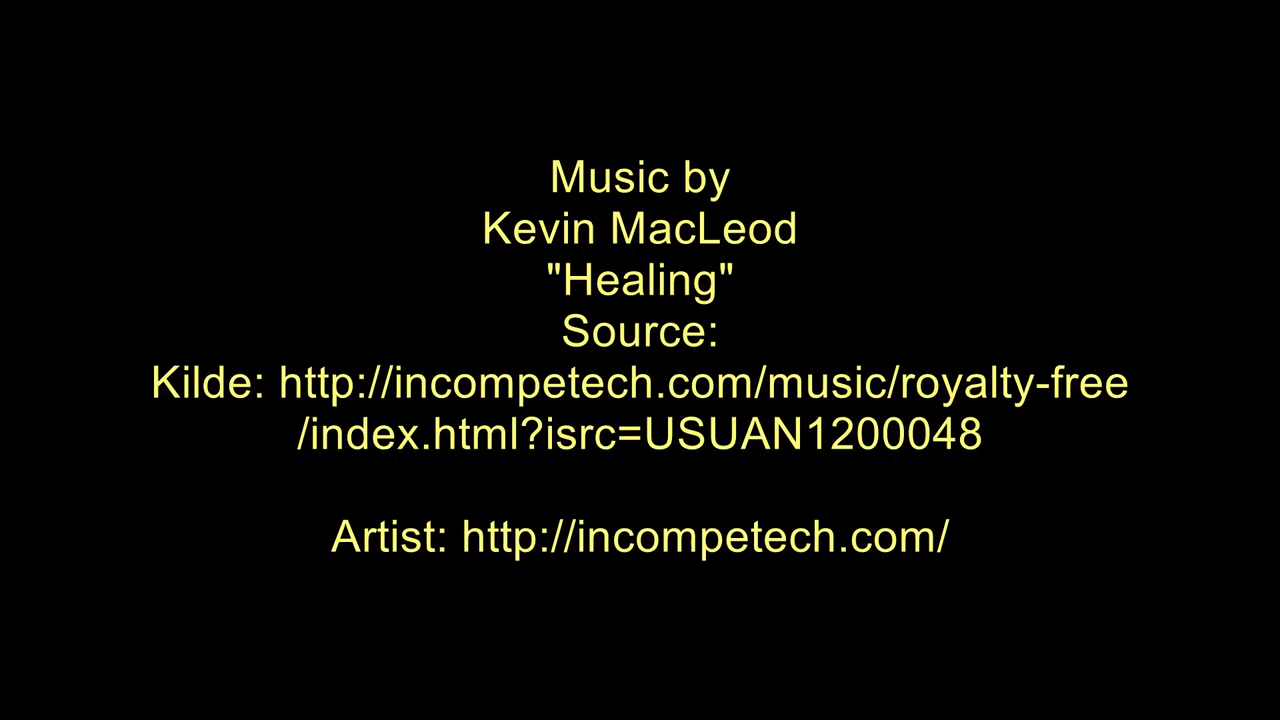 Music by
Kevin MacLeod
"Healing"
Source:
Kilde: http://incompetech.com/music/royalty-free
/index.html?isrc=USUAN1200048
Artist: http://incompetech.com/